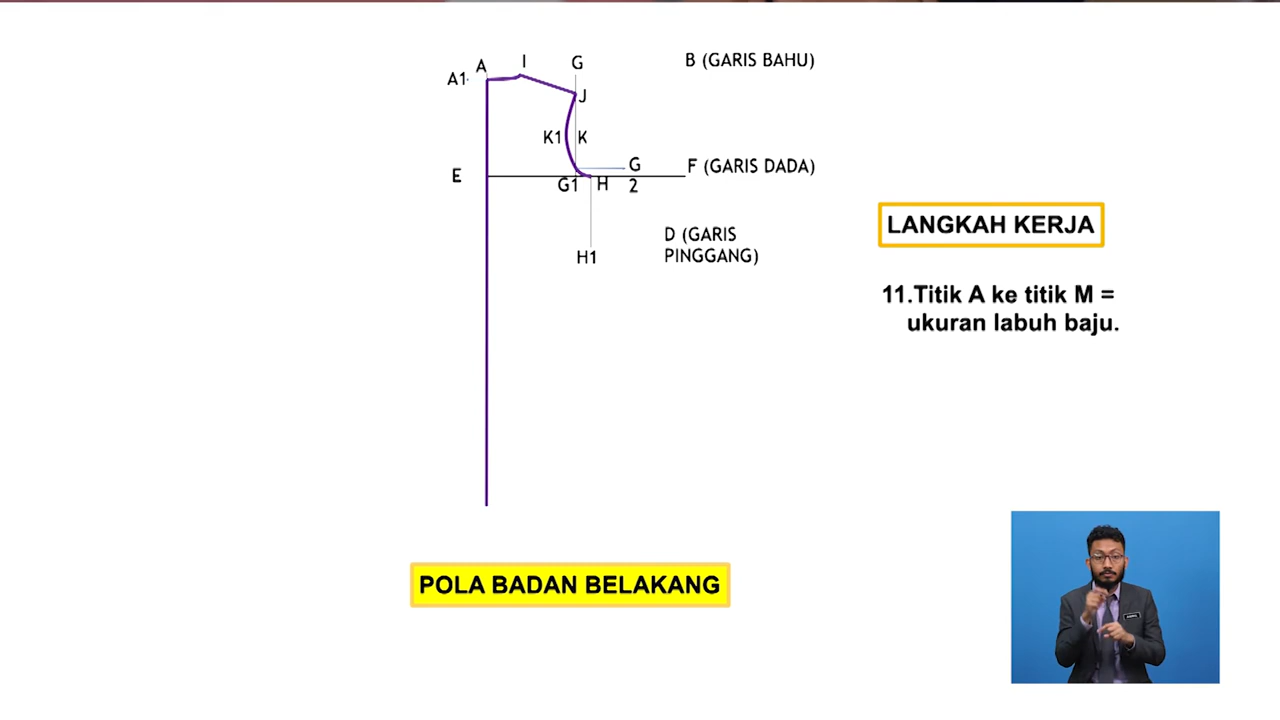 A I G B (GARIS BAHU)
A1
J
K1 K
G F (GARIS DADA)
E G1 H 2
D (GARIS
PINGGANG)
H1
LANGKAH KERJA
11.Titik A ke titik M =
ukuran labuh baju.
POLA BADAN BELAKANG